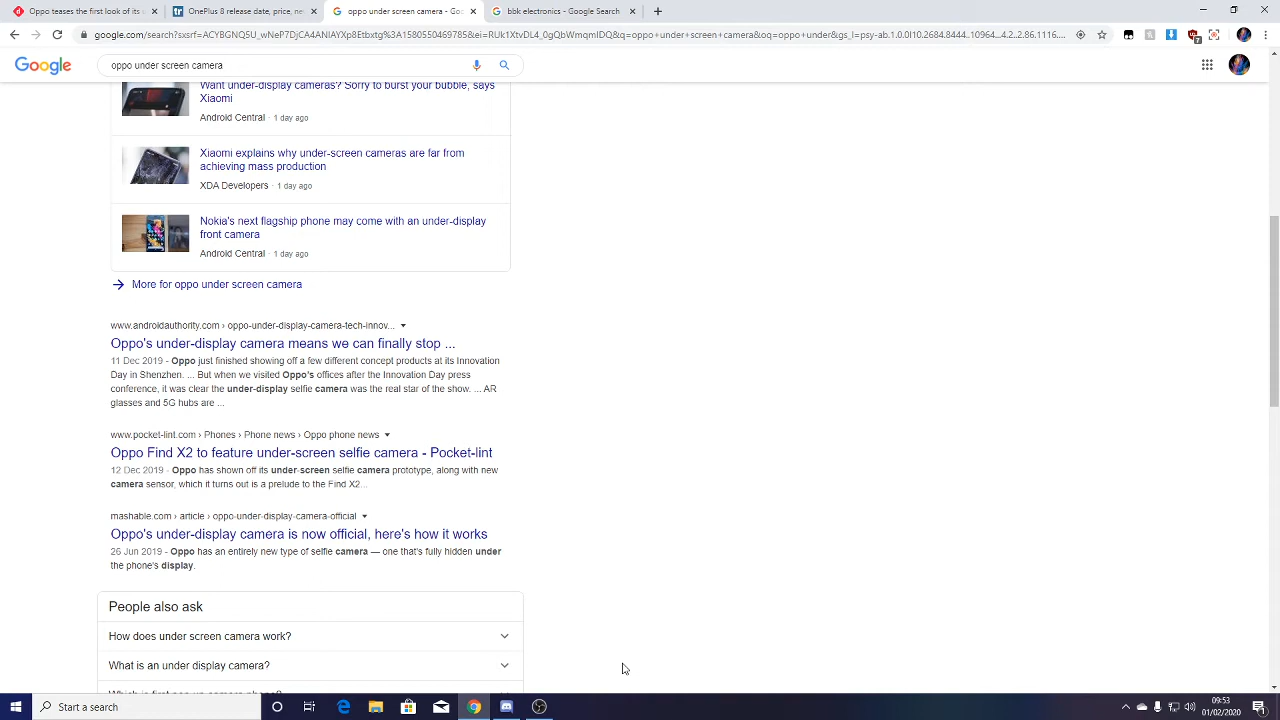 Oppo teases the first look of its
OnePlus 8 release date, price, ne
oppo under screen camera - Goo
bbk electronics - Google Search
google.com/search?sxsrf=ACYBGNQ5U_wNeP7DjCA4ANIAYXp8Etbxtg%3A1580550469785&ei=RUk1XtvDL4_0gQbWmqmIDQ&q=oppo+under+screen+camera&oq=oppo+under&gs_l=psy-ab.1.0.0l10.2684.8444..10964...4.2..2.86.1116....
7
Google
oppo under screen camera
Want under-display cameras? Sorry to burst your bubble, says
Xiaomi
Android Central · 1 day ago
Xiaomi explains why under-screen cameras are far from
achieving mass production
XDA Developers · 1 day ago
Nokia's next flagship phone may come with an under-display
front camera
Android Central · 1 day ago
More for oppo under screen camera
www.androidauthority.com › oppo-under-display-camera-tech-innov...
Oppo's under-display camera means we can finally stop ...
11 Dec 2019 - Oppo just finished showing off a few different concept products at its Innovation
Day in Shenzhen. ... But when we visited Oppo's offices after the Innovation Day press
conference, it was clear the under-display selfie camera was the real star of the show. ... AR
glasses and 5G hubs are ...
www.pocket-lint.com › Phones › Phone news › Oppo phone news
Oppo Find X2 to feature under-screen selfie camera - Pocket-lint
12 Dec 2019 - Oppo has shown off its under-screen selfie camera prototype, along with new
camera sensor, which it turns out is a prelude to the Find X2...
mashable.com › article › oppo-under-display-camera-official
Oppo's under-display camera is now official, here's how it works
26 Jun 2019 - Oppo has an entirely new type of selfie camera — one that's fully hidden under
the phone's display.
People also ask
How does under screen camera work?
What is an under display camera?
Which is first pop up camera phone?
Start a search
09:53
01/02/2020